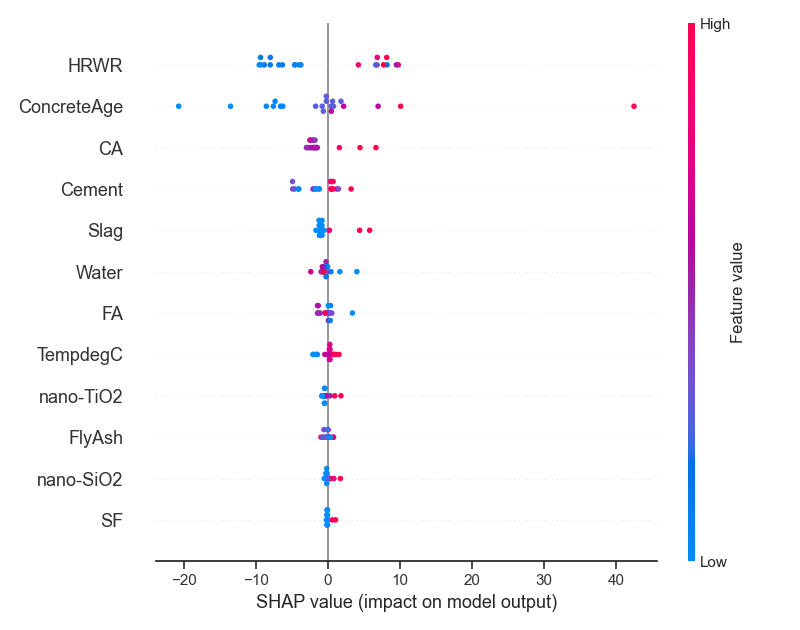 High
HRWR
ConcreteAge
CA
Cement
Slag
Water
FA
TempdegC
nano-TiO2
FlyAsh
nano-SiO2
SF
Feature value
Low
−20 −10 0 10 20 30 40
SHAP value (impact on model output)